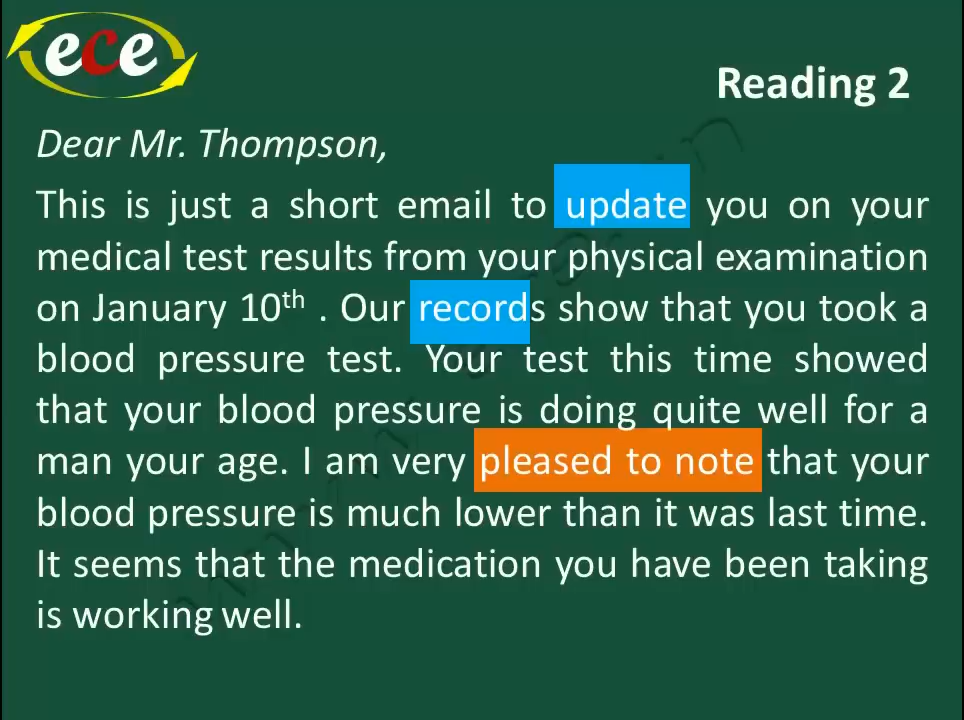 ece
Reading 2
Dear Mr. Thompson,
This is just a short email to update you on your
medical test results from your physical examination
on January 10th . Our records show that you took a
blood pressure test. Your test this time showed
that your blood pressure is doing quite well for a
man your age. I am very pleased to note that your
blood pressure is much lower than it was last time.
It seems that the medication you have been taking
is working well.